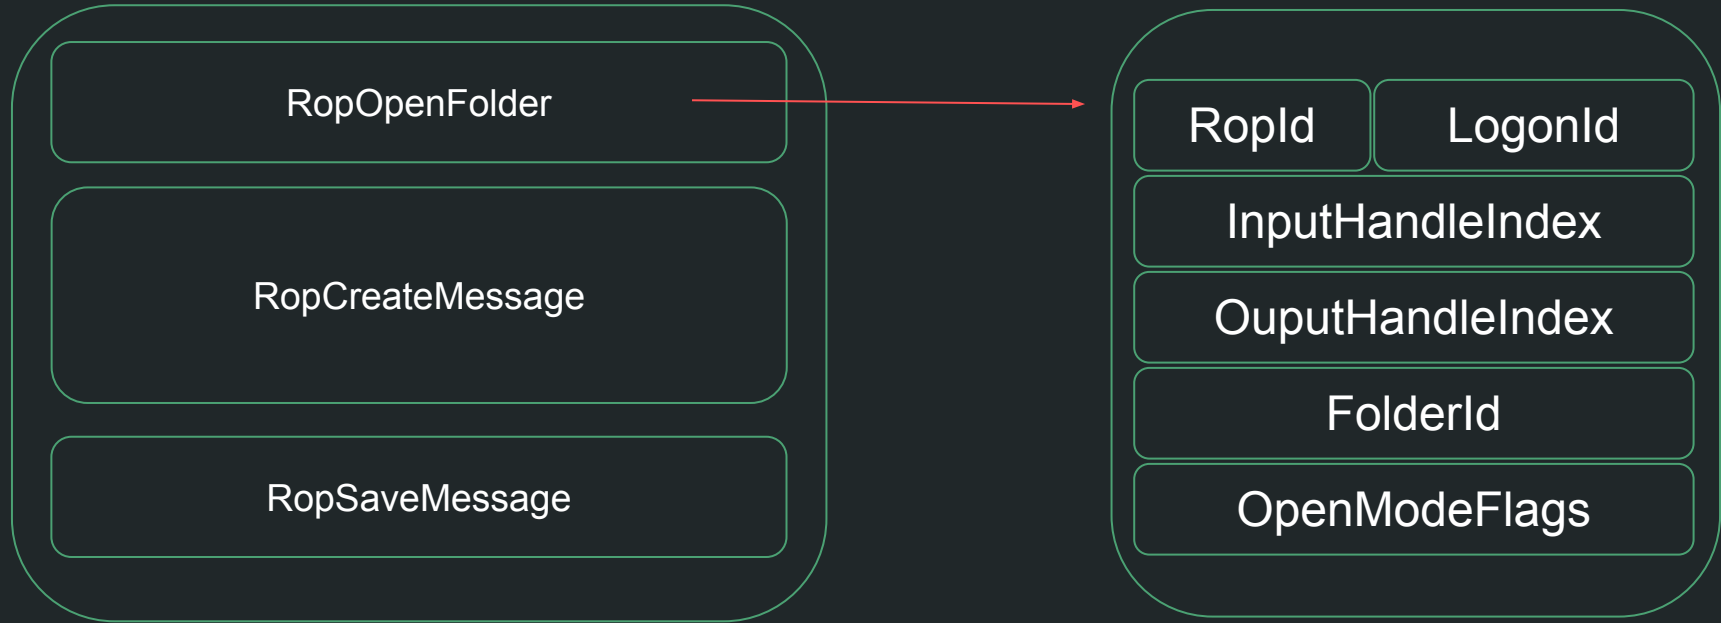 RopOpenFolder
RopCreateMessage
RopSaveMessage
RopId LogonId
InputHandleIndex
OuputHandleIndex
FolderId
OpenModeFlags